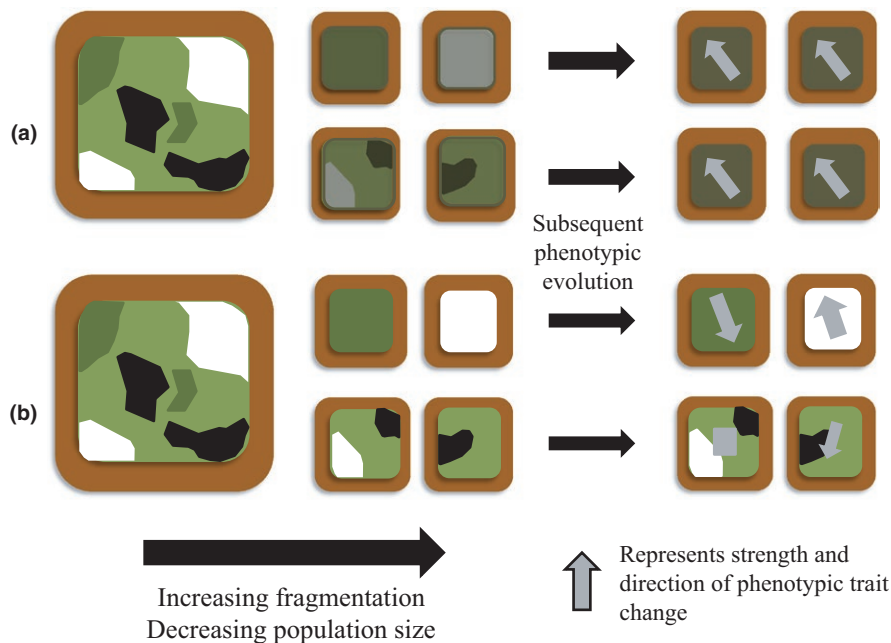 (a)
Subsequent
phenotypic
evolution
(b)
Increasing fragmentation
Decreasing population size
Represents strength and
direction of phenotypic trait
change